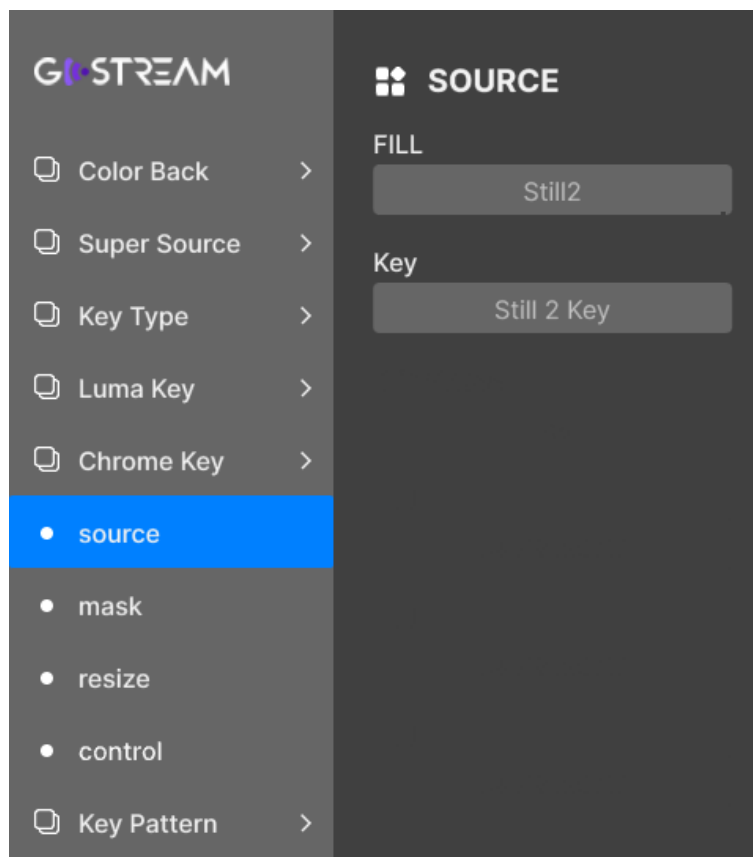 GOSTREAM
Color Back
Super Source
Key Type
Luma Key
Chrome Key
source
mask
resize
control
Key Pattern
SOURCE
FILL
Still2
Key
Still 2 Key